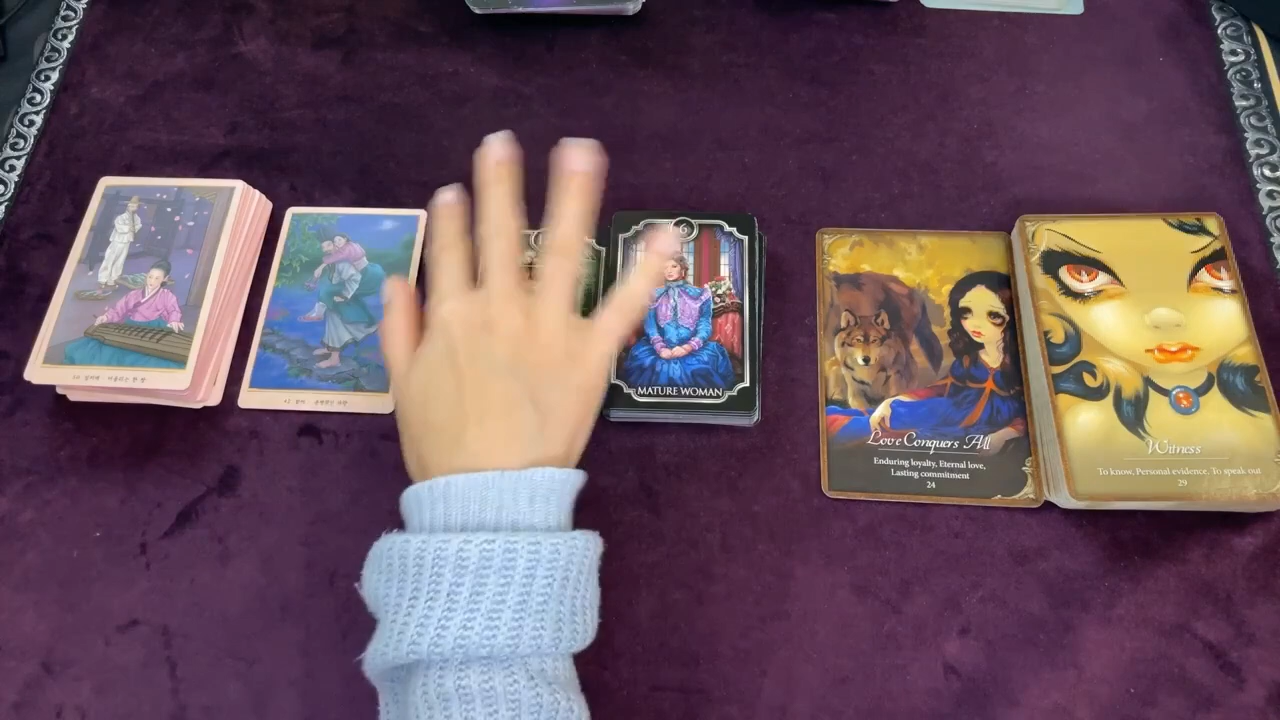 6
MATURE WOMAN
Love Conquers All
Enduring loyalty, Eternal love,
Lasting commitment
24
Witness
To know, Personal evidence, To speak out
29